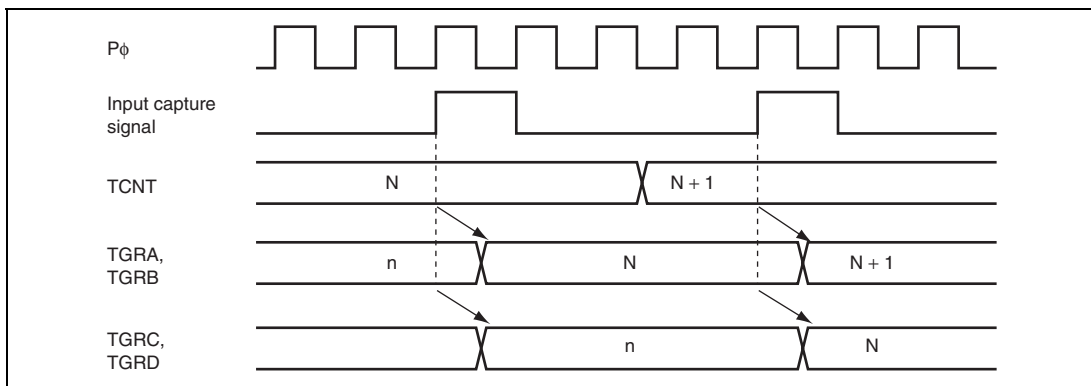 Pϕ
Input capture
signal
TCNT
N
N + 1
TGRA,
TGRB
n
N
N + 1
TGRC,
TGRD
n
N